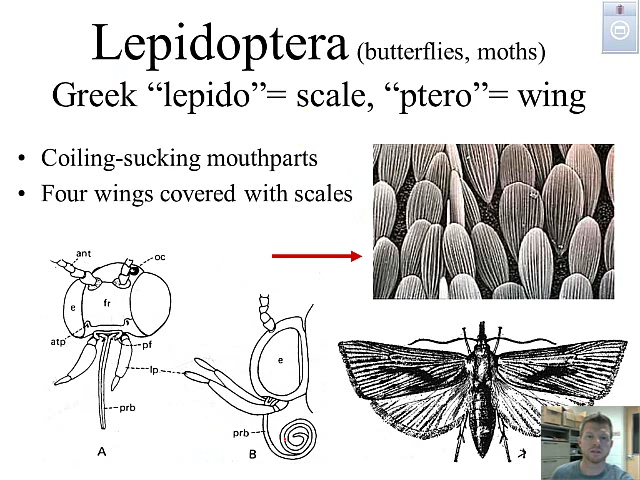 Lepidoptera (butterflies, moths)
Greek “lepido”= scale, “ptero”= wing
• Coiling-sucking mouthparts
• Four wings covered with scales
ant
oc
e
fr
atp
pf
lp
prb
A
e
prb
B